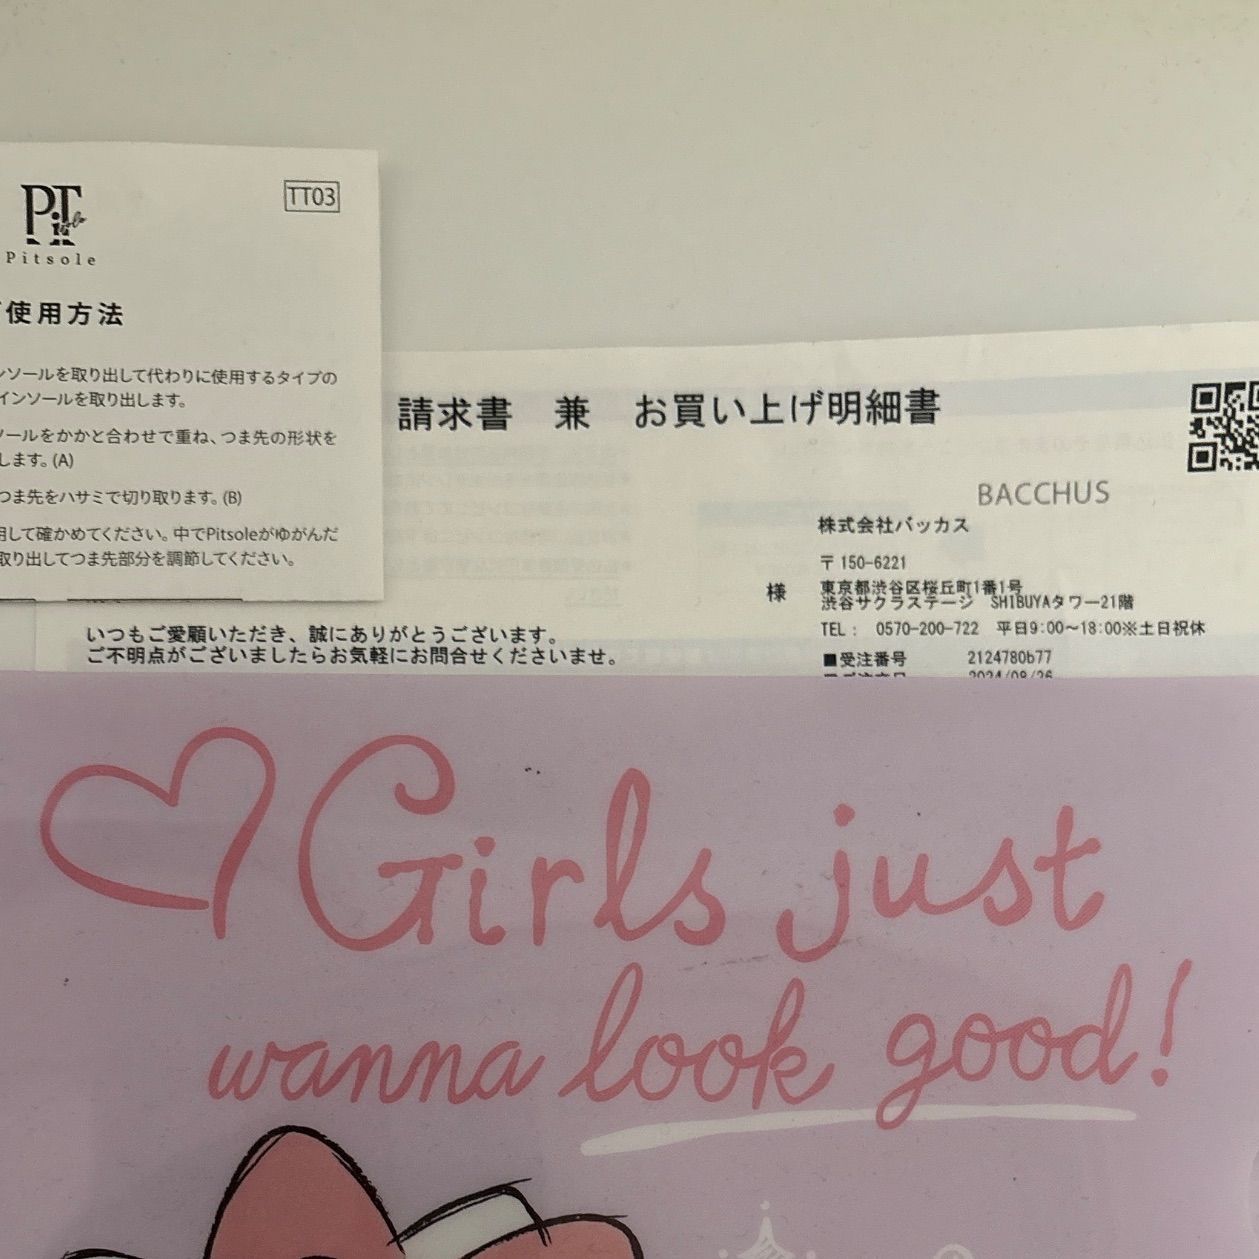 Pitsole
TT03
使用方法
ンソールを取り出して代わりに使用するタイプの
インソールを取り出します。
ソールをかかと合わせで重ね、つま先の形状を
します。(A)
つま先をハサミで切り取ります。(B)
用して確かめてください。中でPitsoleがゆがんだ
取り出してつま先部分を調節してください。
請求書 兼 お買い上げ明細書
BACCHUS
株式会社バッカス
〒150-6221
様
東京都渋谷区桜丘町1番1号
渋谷サクラステージ SHIBUYAタワー21階
TEL: 0570-200-722 平日9:00~18:00※土日祝休
いつもご愛顧いただき、誠にありがとうございます。
ご不明点がございましたらお気軽にお問合せくださいませ。
■受注番号 2124780b77
2024/08/26
Girls just
wanna look good!